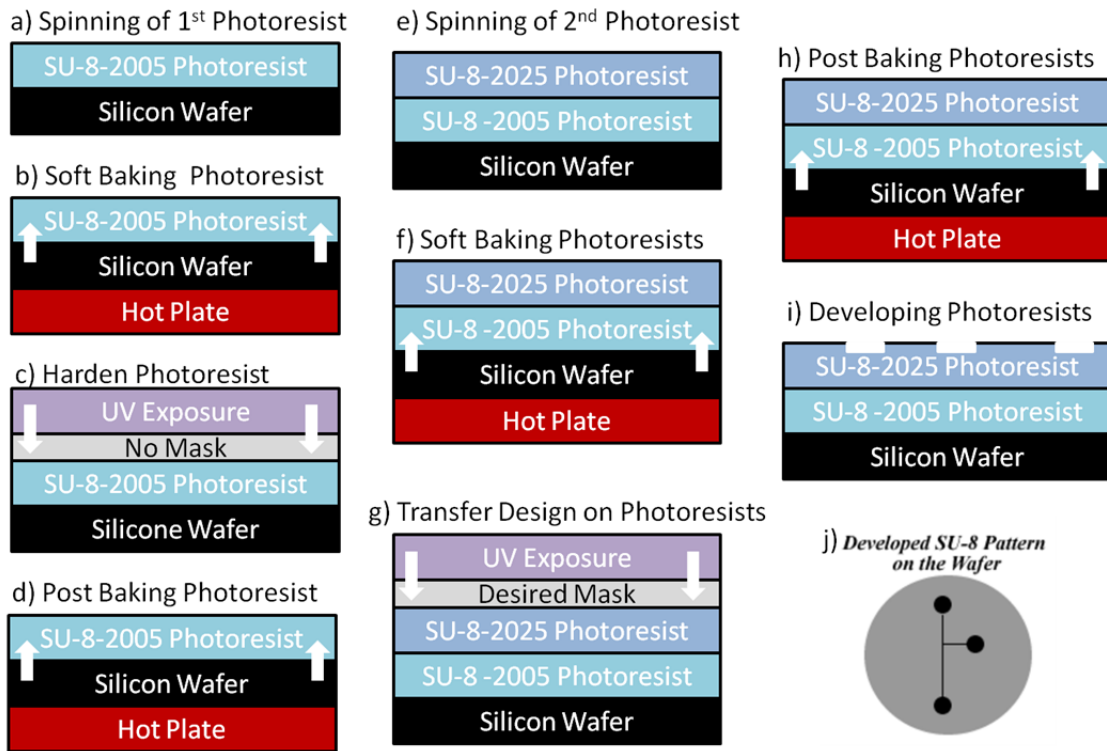 a) Spinning of 1st Photoresist
SU-8-2005 Photoresist
Silicon Wafer
b) Soft Baking Photoresist
SU-8-2005 Photoresist
Silicon Wafer
Hot Plate
c) Harden Photoresist
UV Exposure
No Mask
SU-8-2005 Photoresist
Silicone Wafer
d) Post Baking Photoresist
SU-8-2005 Photoresist
Silicon Wafer
Hot Plate
e) Spinning of 2nd Photoresist
SU-8-2025 Photoresist
SU-8 -2005 Photoresist
Silicon Wafer
f) Soft Baking Photoresists
SU-8-2025 Photoresist
SU-8 -2005 Photoresist
Silicon Wafer
Hot Plate
g) Transfer Design on Photoresists
UV Exposure
Desired Mask
SU-8-2025 Photoresist
SU-8 -2005 Photoresist
Silicon Wafer
h) Post Baking Photoresists
SU-8-2025 Photoresist
SU-8 -2005 Photoresist
Silicon Wafer
Hot Plate
i) Developing Photoresists
SU-8-2025 Photoresist
SU-8 -2005 Photoresist
Silicon Wafer
j) Developed SU-8 Pattern
on the Wafer